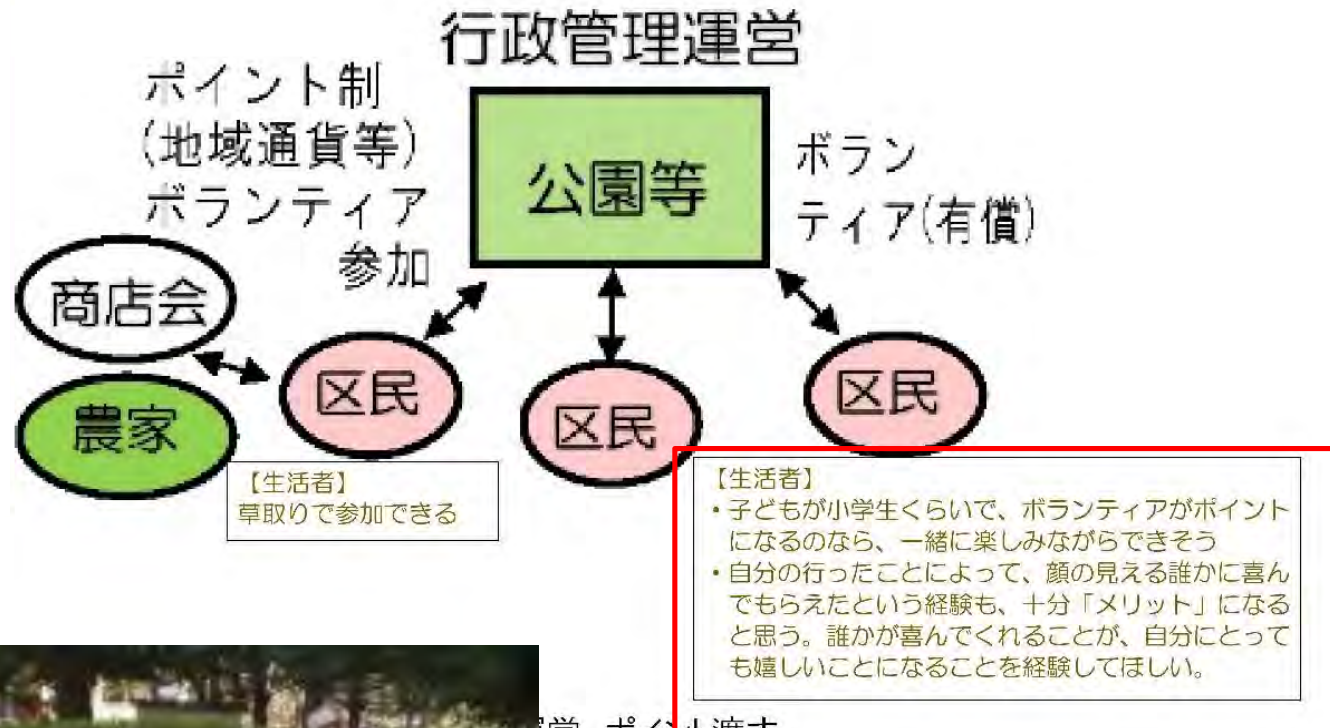 行政管理運営
ポイント制
(地域通貨等)
ボランティア
参加
公園等
ボラン
ティア(有償)
商店会
農家
区民
区民
区民
【生活者】
草取りで参加できる
【生活者】
・子どもが小学生くらいで、ボランティアがポイント
になるのなら、一緒に楽しみながらできそう
・自分の行ったことによって、顔の見える誰かに喜ん
でもらえたという経験も、十分「メリット」になる
と思う。誰かが喜んでくれることが、自分にとって
も嬉しいことになることを経験してほしい。
ポイント渡す